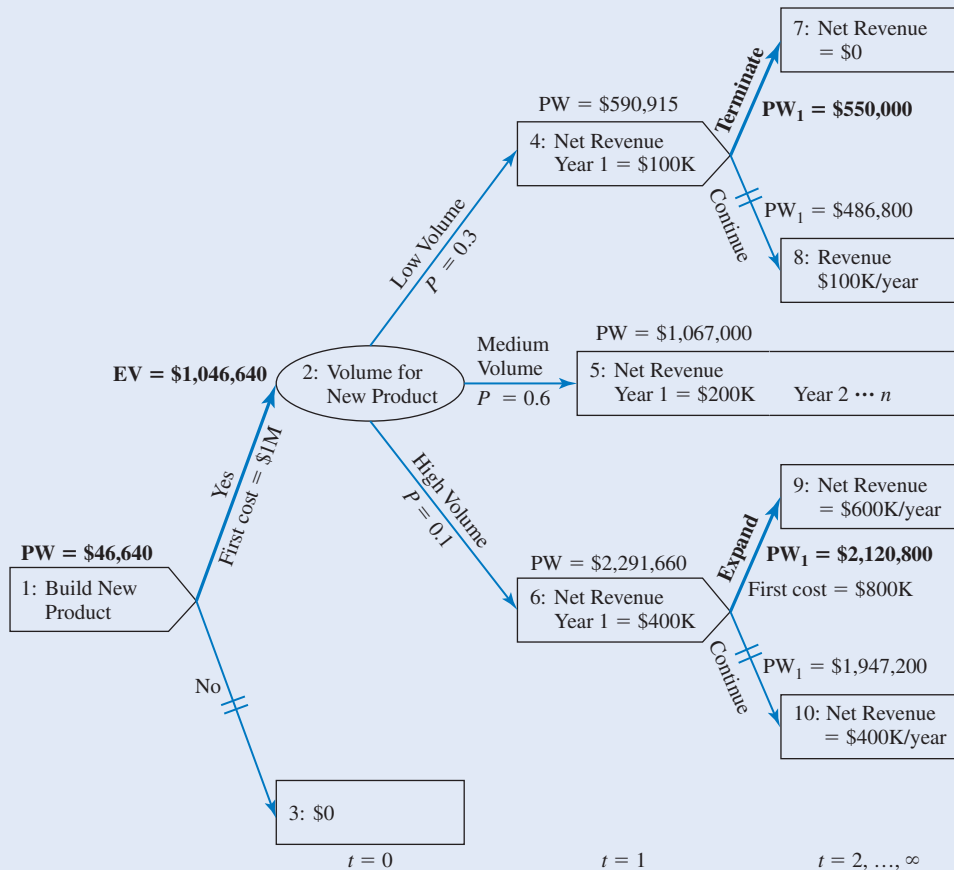 7: Net Revenue
= $0
Terminate
PW₁ = $550,000
PW = $590,915
4: Net Revenue
Year 1 = $100K
Continue
PW₁ = $486,800
8: Revenue
$100K/year
Low Volume
P = 0.3
PW = $1,067,000
Medium
Volume
P = 0.6
5: Net Revenue
Year 1 = $200K Year 2 ··· n
EV = $1,046,640
2: Volume for
New Product
Yes
First cost = $1M
High Volume
P = 0.1
9: Net Revenue
= $600K/year
Expand
PW₁ = $2,120,800
First cost = $800K
PW = $2,291,660
6: Net Revenue
Year 1 = $400K
Continue
PW₁ = $1,947,200
10: Net Revenue
= $400K/year
PW = $46,640
1: Build New
Product
No
3: $0
t = 0
t = 1
t = 2, …, ∞